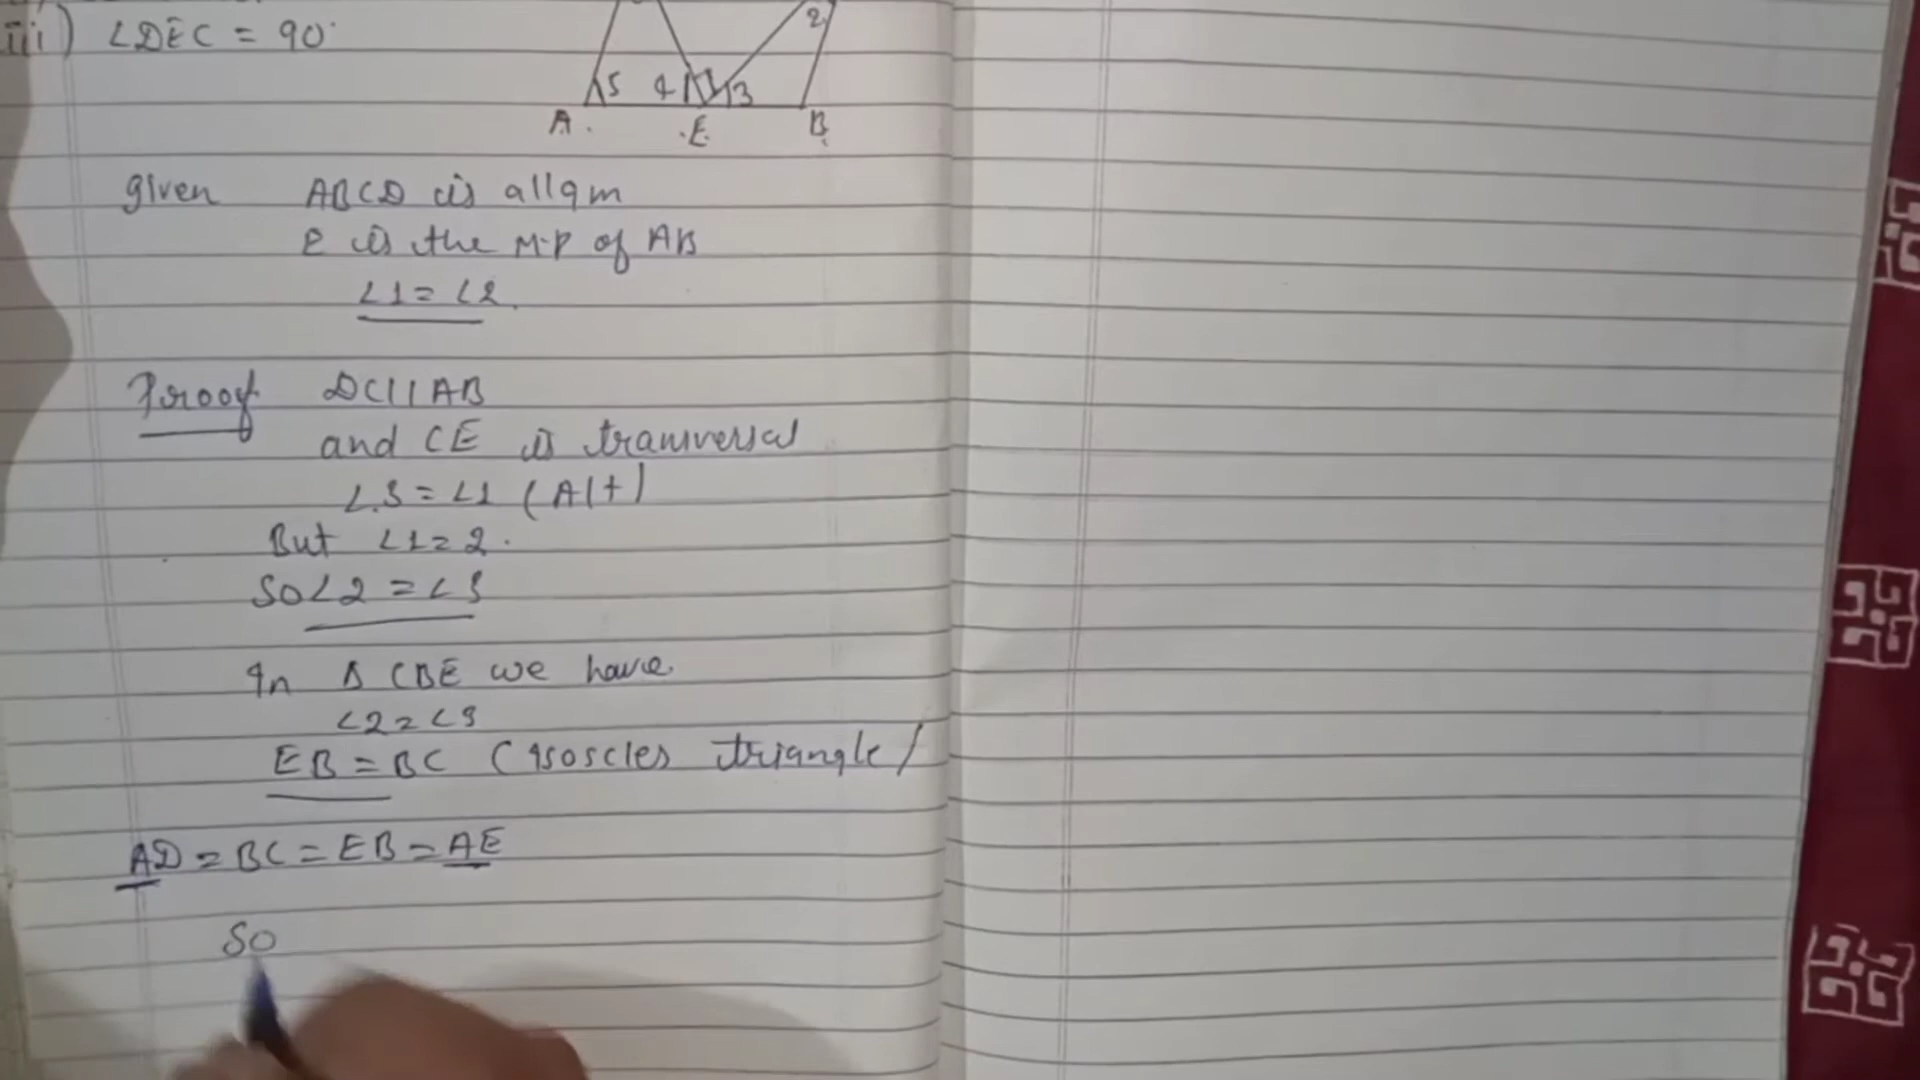 iii) ∠DEC = 90°
2
5 4 3
A. .E. B
given ABCD is a llgm
E is the M.P of AB
∠1 = ∠2.
Proof DC || AB
and CE is transversal
∠3 = ∠1 (Alt)
But ∠1 = 2.
SO ∠2 = ∠3
In Δ CBE we have
∠2 = ∠3
EB = BC (Isoscles triangle)
AD = BC = EB = AE
SO